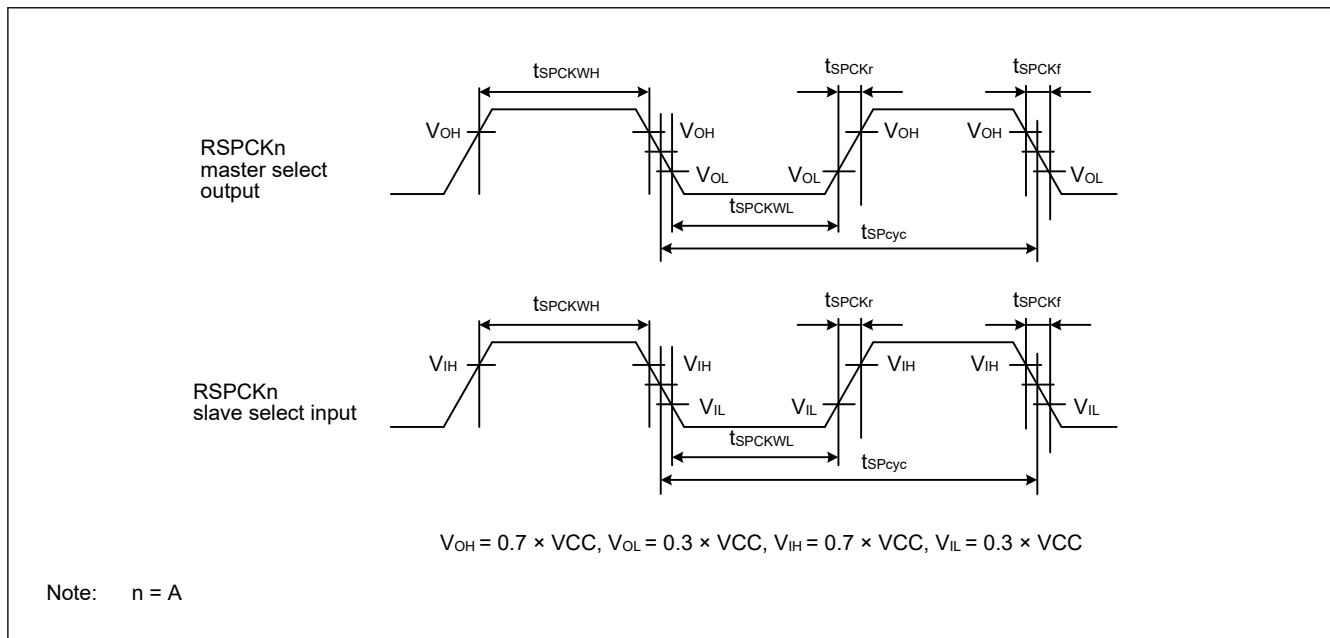 tSPCKWH
tSPCKr
tSPCKf
VOH
VOH
VOH
VOH
RSPCKn
master select
output
VOL
VOL
VOL
tSPCKWL
tSPcyc
tSPCKWH
tSPCKr
tSPCKf
VIH
VIH
VIH
VIH
RSPCKn
slave select input
VIL
VIL
VIL
tSPCKWL
tSPcyc
VOH = 0.7 × VCC, VOL = 0.3 × VCC, VIH = 0.7 × VCC, VIL = 0.3 × VCC
Note: n = A